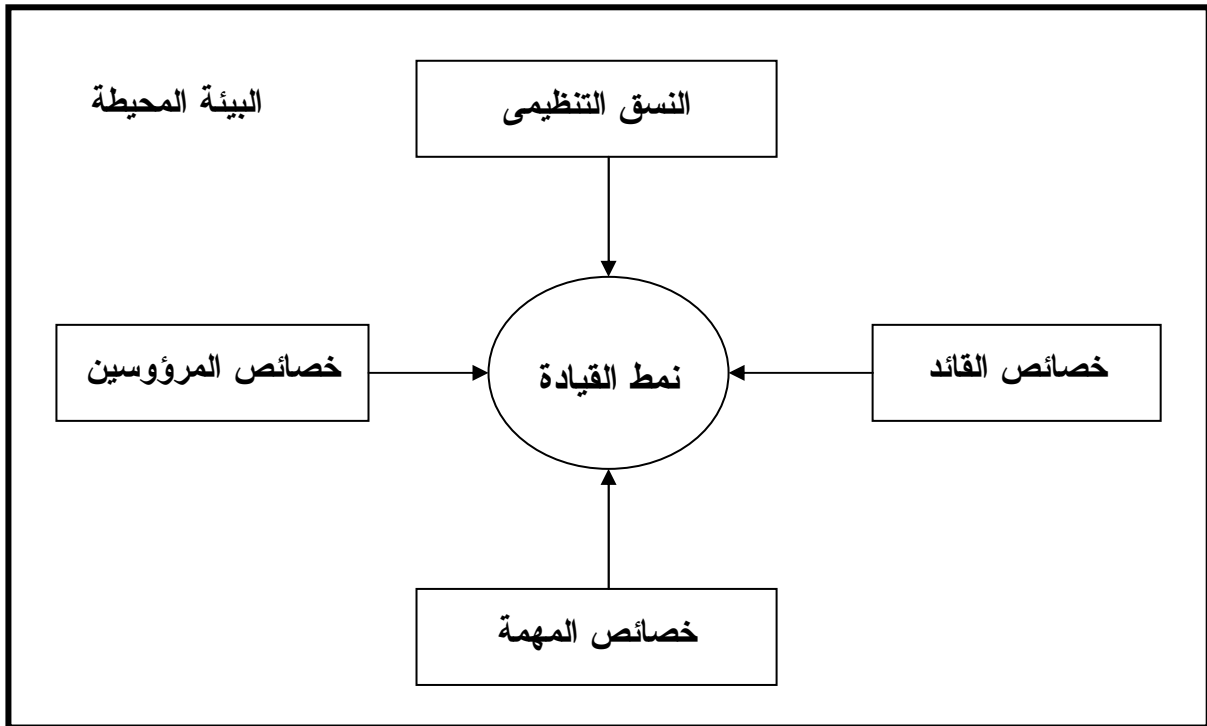 البيئة المحيطة
النسق التنظيمى
خصائص القائد
نمط القيادة
خصائص المرؤوسين
خصائص المهمة